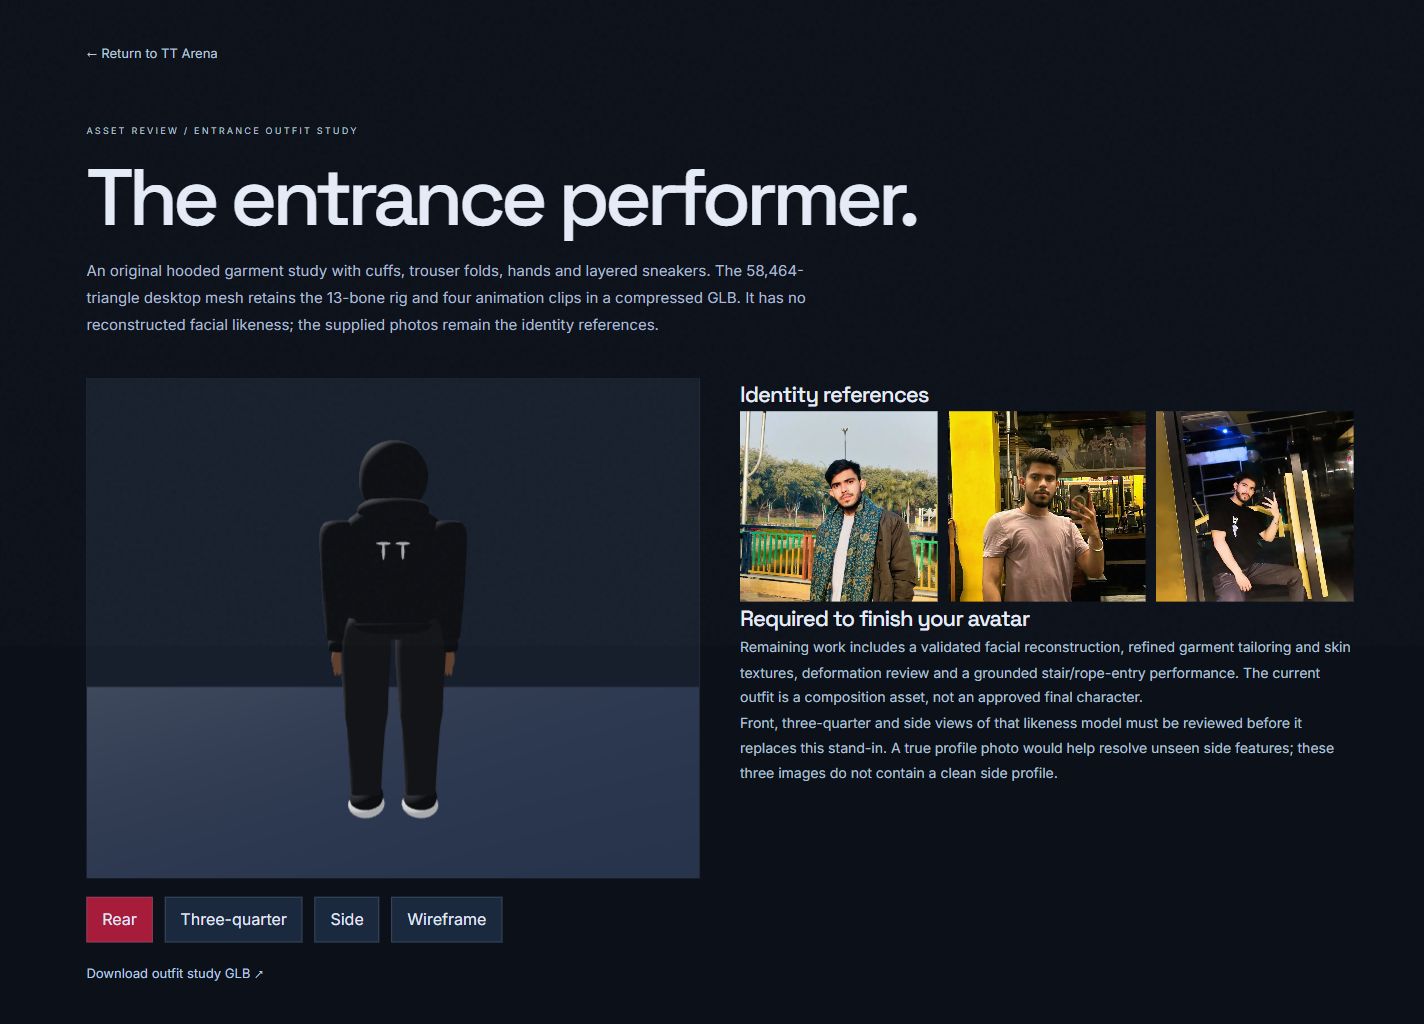 ← Return to TT Arena
ASSET REVIEW / ENTRANCE OUTFIT STUDY
The entrance performer.
An original hooded garment study with cuffs, trouser folds, hands and layered sneakers. The 58,464-
triangle desktop mesh retains the 13-bone rig and four animation clips in a compressed GLB. It has no
reconstructed facial likeness; the supplied photos remain the identity references.
TT
Identity references
Required to finish your avatar
Remaining work includes a validated facial reconstruction, refined garment tailoring and skin
textures, deformation review and a grounded stair/rope-entry performance. The current
outfit is a composition asset, not an approved final character.
Front, three-quarter and side views of that likeness model must be reviewed before it
replaces this stand-in. A true profile photo would help resolve unseen side features; these
three images do not contain a clean side profile.
Rear
Three-quarter
Side
Wireframe
Download outfit study GLB ↗